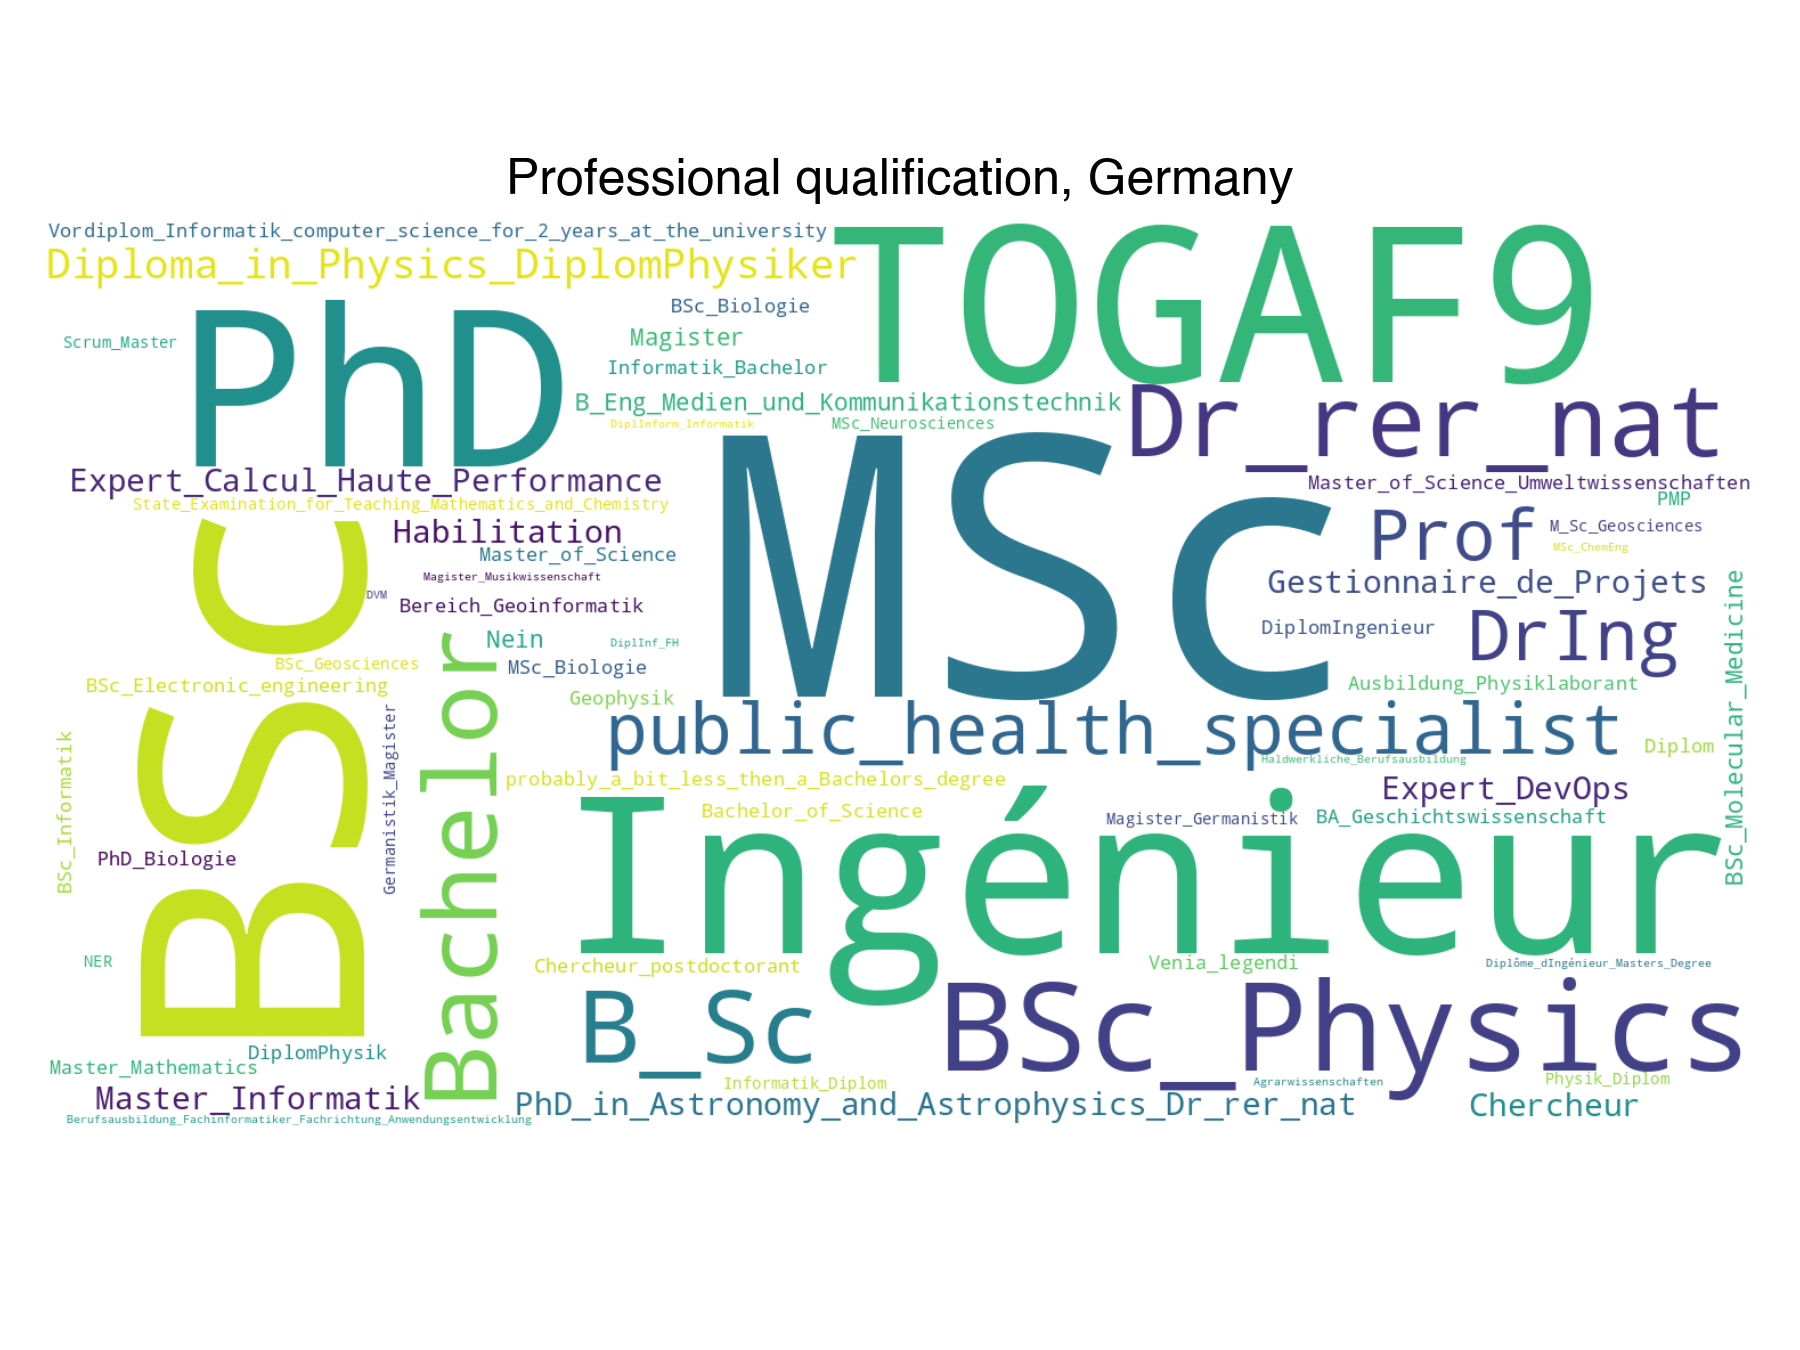 Professional qualification, Germany
Vordiplom_Informatik_computer_science_for_2_years_at_the_university
TOGAF9
Diploma_in_Physics_DiplomPhysiker
PhD
BSc_Biologie
Scrum_Master
Magister
Informatik_Bachelor
B_Eng_Medien_und_Kommunikationstechnik
Dr_rer_nat
DiplInform_Informatik
MSc_Neurosciences
MSc
Expert_Calcul_Haute_Performance
Master_of_Science_Umweltwissenschaften
State_Examination_for_Teaching_Mathematics_and_Chemistry
PMP
BSc
Habilitation
Prof
M_Sc_Geosciences
MSc_ChemEng
Master_of_Science
Magister_Musikwissenschaft
Gestionnaire_de_Projets
DVM
Bereich_Geoinformatik
BSc_Molecular_Medicine
Bachelor
Nein
DiplInf_FH
DiplomIngenieur
DrIng
BSc_Geosciences
MSc_Biologie
BSc_Electronic_engineering
Geophysik
Ausbildung_Physiklaborant
public_health_specialist
BSc_Informatik
Germanistik_Magister
Diplom
Haldwerkliche_Berufsausbildung
probably_a_bit_less_then_a_Bachelors_degree
Expert_DevOps
Bachelor_of_Science
Ingénieur
Magister_Germanistik
BA_Geschichtswissenschaft
PhD_Biologie
NER
Chercheur_postdoctorant
Venia_legendi
Diplôme_dIngénieur_Masters_Degree
B_Sc
BSc_Physics
DiplomPhysik
Master_Mathematics
Informatik_Diplom
Agrarwissenschaften
Physik_Diplom
Master_Informatik
PhD_in_Astronomy_and_Astrophysics_Dr_rer_nat
Chercheur
Berufsausbildung_Fachinformatiker_Fachrichtung_Anwendungsentwicklung